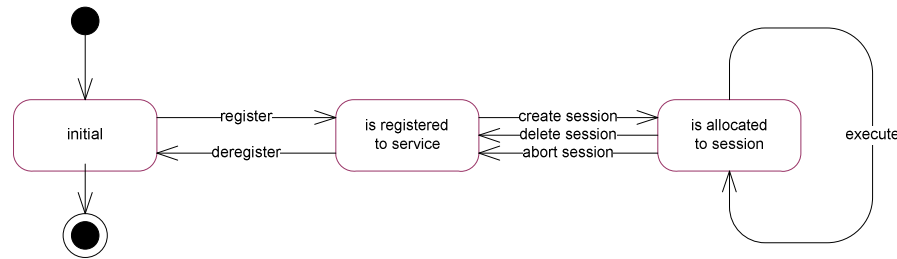 register
create session
initial
is registered
to service
delete session
is allocated
to session
execute
deregister
abort session